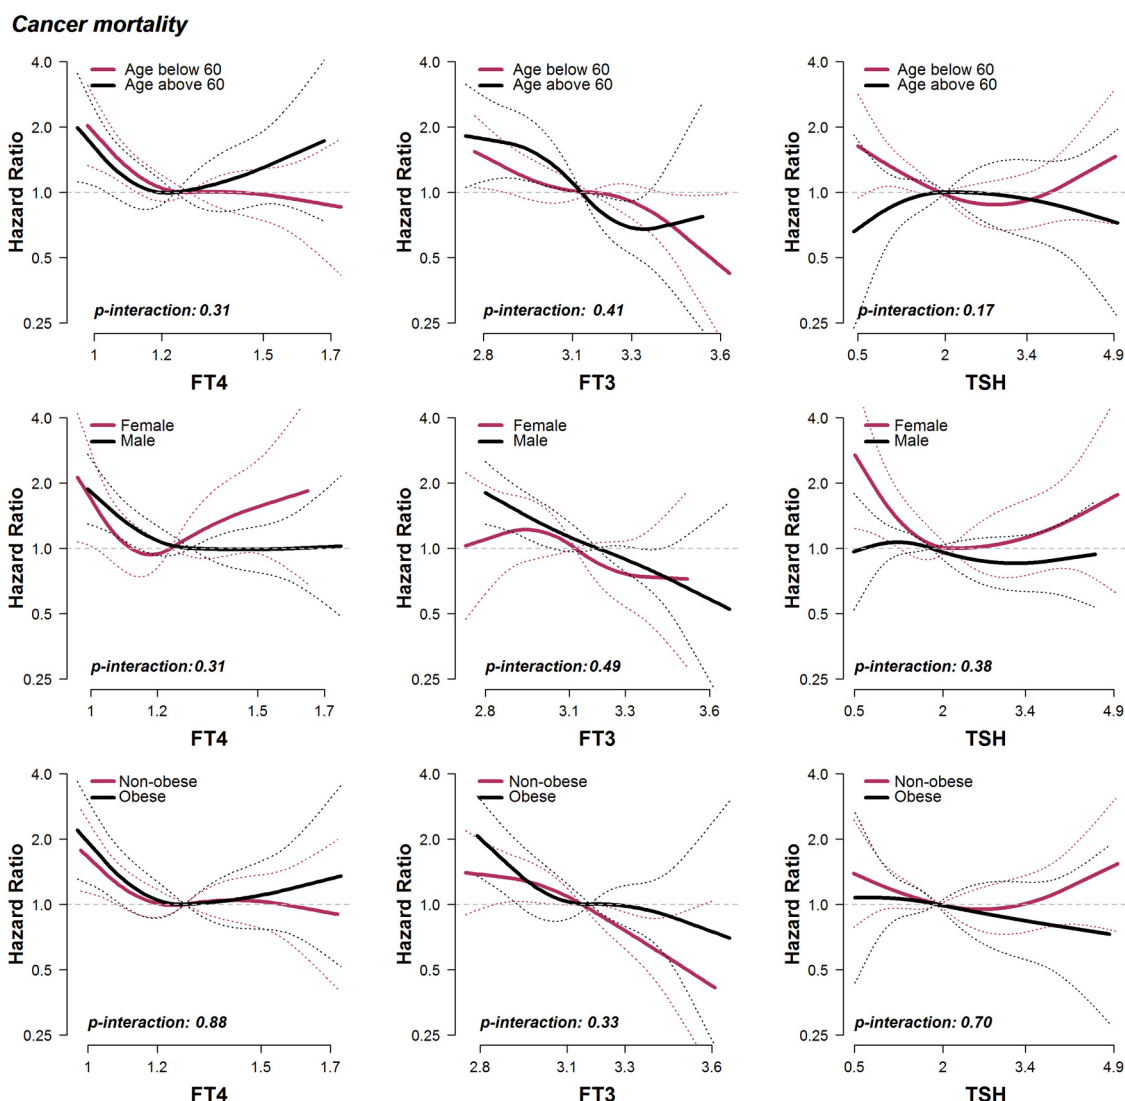 Cancer mortality
4.0
2.0
1.0
0.5
0.25
Hazard Ratio
Age below 60
Age above 60
p-interaction: 0.31
1 1.2 1.5 1.7
FT4
4.0
2.0
1.0
0.5
0.25
Hazard Ratio
Age below 60
Age above 60
p-interaction: 0.41
2.8 3.1 3.3 3.6
FT3
4.0
2.0
1.0
0.5
0.25
Hazard Ratio
Age below 60
Age above 60
p-interaction: 0.17
0.5 2 3.4 4.9
TSH
4.0
2.0
1.0
0.5
0.25
Hazard Ratio
Female
Male
p-interaction: 0.31
1 1.2 1.5 1.7
FT4
4.0
2.0
1.0
0.5
0.25
Hazard Ratio
Female
Male
p-interaction: 0.49
2.8 3.1 3.3 3.6
FT3
4.0
2.0
1.0
0.5
0.25
Hazard Ratio
Female
Male
p-interaction: 0.38
0.5 2 3.4 4.9
TSH
4.0
2.0
1.0
0.5
0.25
Hazard Ratio
Non-obese
Obese
p-interaction: 0.88
1 1.2 1.5 1.7
FT4
4.0
2.0
1.0
0.5
0.25
Hazard Ratio
Non-obese
Obese
p-interaction: 0.33
2.8 3.1 3.3 3.6
FT3
4.0
2.0
1.0
0.5
0.25
Hazard Ratio
Non-obese
Obese
p-interaction: 0.70
0.5 2 3.4 4.9
TSH